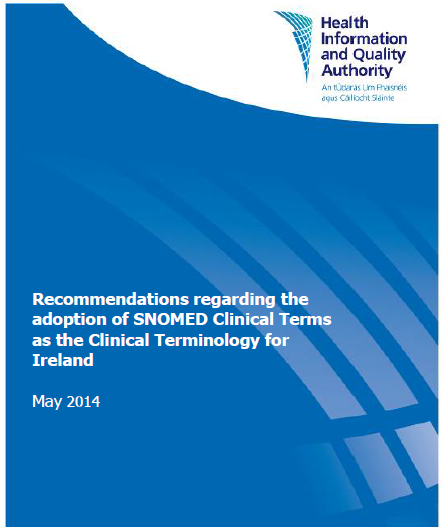 Health
Information
and Quality
Authority
An tÚdarás Um Fhaisnéis
agus Cáilíocht Sláinte
Recommendations regarding the
adoption of SNOMED Clinical Terms
as the Clinical Terminology for
Ireland
May 2014